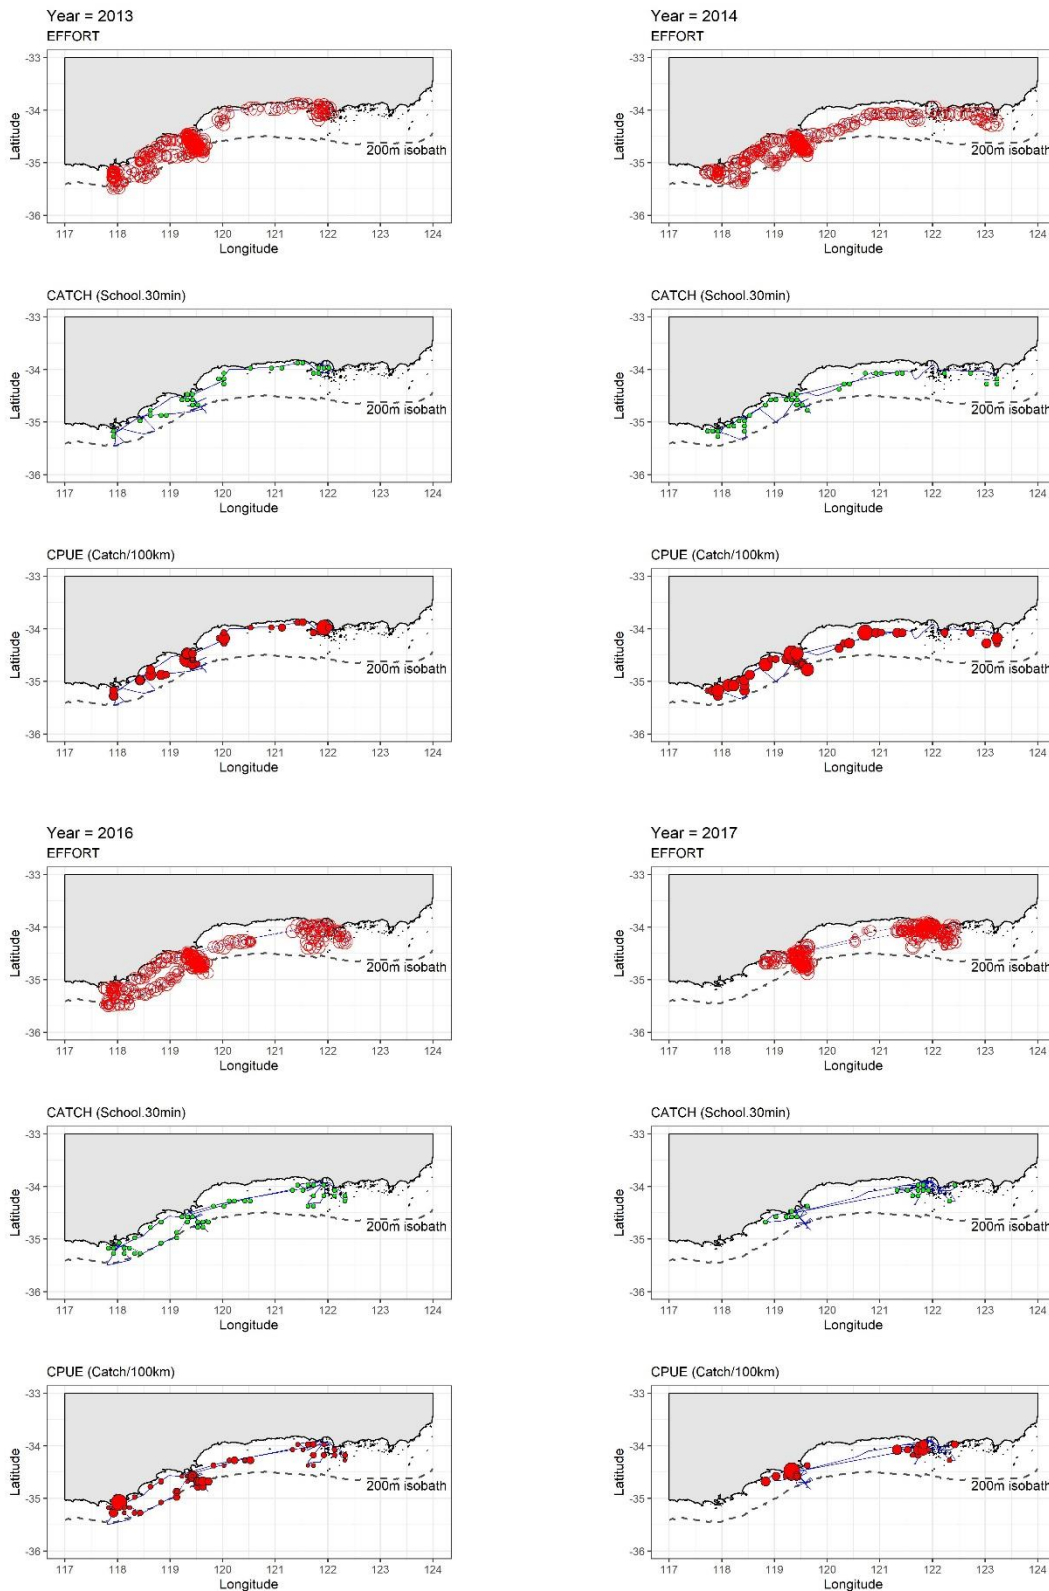 Year = 2013
EFFORT
-33
-34
-35
-36
Latitude
200m isobath
117 118 119 120 121 122 123 124
Longitude
CATCH (School.30min)
-33
-34
-35
-36
Latitude
200m isobath
117 118 119 120 121 122 123 124
Longitude
CPUE (Catch/100km)
-33
-34
-35
-36
Latitude
200m isobath
117 118 119 120 121 122 123 124
Longitude
Year = 2014
EFFORT
-33
-34
-35
-36
Latitude
200m isobath
117 118 119 120 121 122 123 124
Longitude
CATCH (School.30min)
-33
-34
-35
-36
Latitude
200m isobath
117 118 119 120 121 122 123 124
Longitude
CPUE (Catch/100km)
-33
-34
-35
-36
Latitude
200m isobath
117 118 119 120 121 122 123 124
Longitude
Year = 2016
EFFORT
-33
-34
-35
-36
Latitude
200m isobath
117 118 119 120 121 122 123 124
Longitude
CATCH (School.30min)
-33
-34
-35
-36
Latitude
200m isobath
117 118 119 120 121 122 123 124
Longitude
CPUE (Catch/100km)
-33
-34
-35
-36
Latitude
200m isobath
117 118 119 120 121 122 123 124
Longitude
Year = 2017
EFFORT
-33
-34
-35
-36
Latitude
200m isobath
117 118 119 120 121 122 123 124
Longitude
CATCH (School.30min)
-33
-34
-35
-36
Latitude
200m isobath
117 118 119 120 121 122 123 124
Longitude
CPUE (Catch/100km)
-33
-34
-35
-36
Latitude
200m isobath
117 118 119 120 121 122 123 124
Longitude